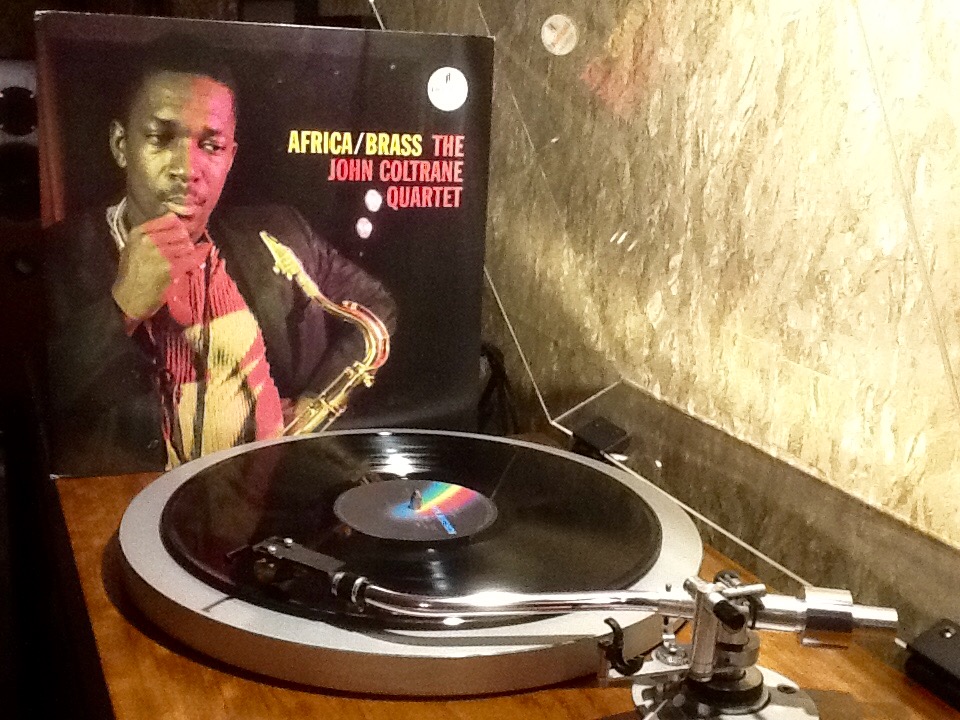 AFRICA/BRASS THE
JOHN COLTRANE
QUARTET